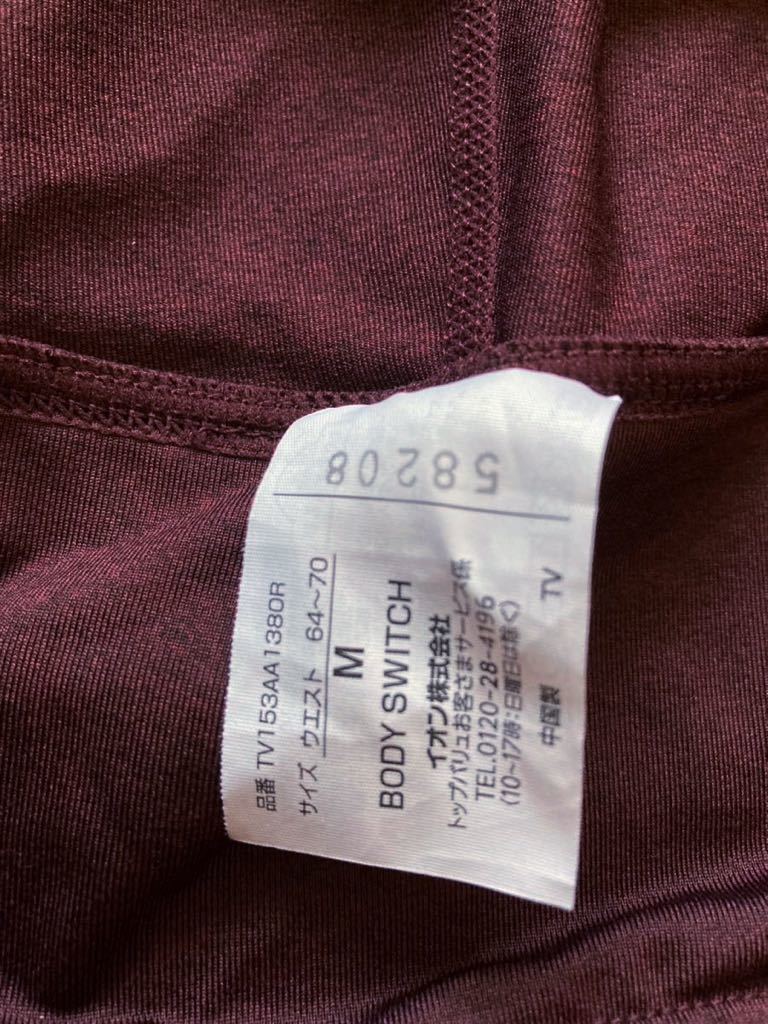 58208
品番 TV153AA1380R
サイズ ウエスト 64〜70
M
BODY SWITCH
イオン株式会社
トップバリュお客さまサービス係
TEL.0120-28-4196
(10〜17時:日曜日は除く)
中国製 TV